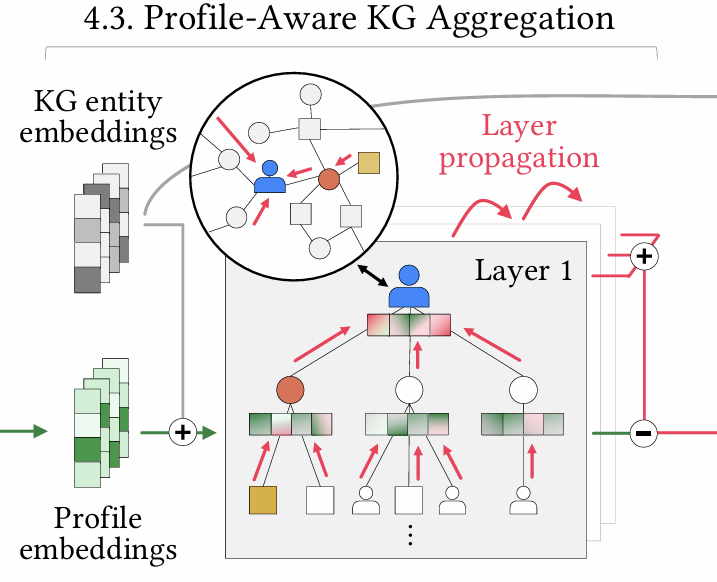 4.3. Profile-Aware KG Aggregation
KG entity
embeddings
Layer
propagation
Layer 1
+
+
−
Profile
embeddings
⋮